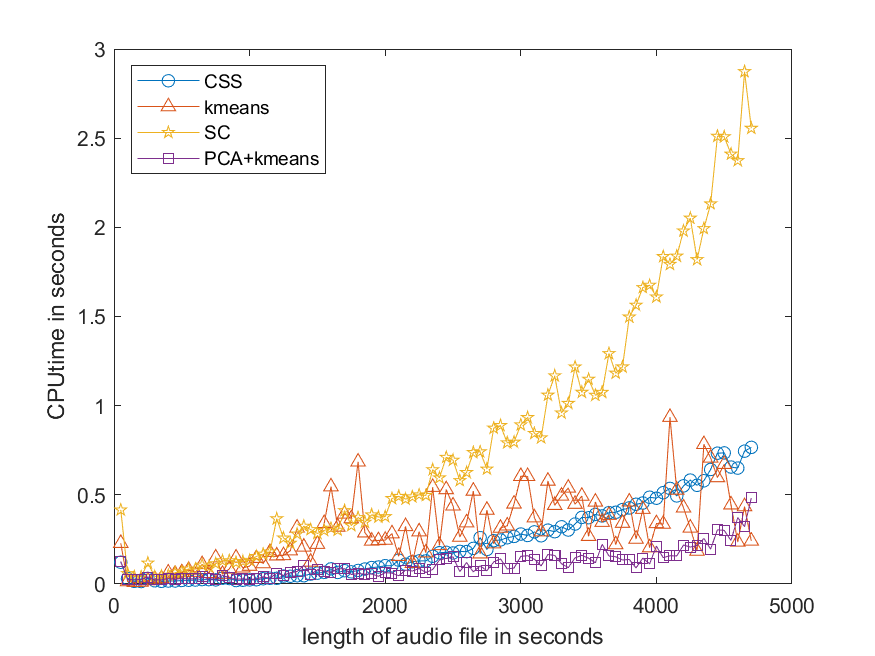 CSS
kmeans
SC
PCA+kmeans
3
2.5
2
1.5
1
0.5
0
CPUtime in seconds
0
1000
2000
3000
4000
5000
length of audio file in seconds